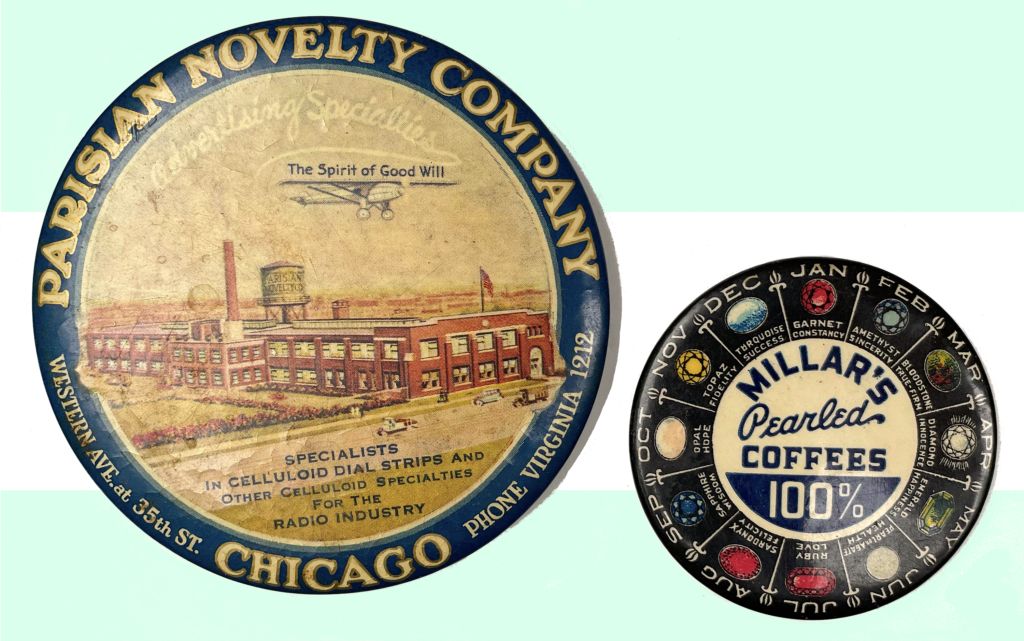 PARISIAN NOVELTY COMPANY
Advertising Specialties
The Spirit of Good Will
PARISIAN
NOVELTY CO
SPECIALISTS
IN CELLULOID DIAL STRIPS AND
OTHER CELLULOID SPECIALTIES
FOR THE
RADIO INDUSTRY
WESTERN AVE. at 35th ST.
CHICAGO
PHONE VIRGINIA 1212
JAN
GARNET
CONSTANCY
FEB
AMETHYST
SINCERITY
MAR
BLOODSTONE
TRUE-FIRM
APR
DIAMOND
INNOCENCE
MAY
EMERALD
HAPPINESS
JUN
PEARL-AGATE
HEALTH
JUL
RUBY
LOVE
AUG
SARDONYX
FELICITY
SEP
SAPPHIRE
WISDOM
OCT
OPAL
HOPE
NOV
TOPAZ
FIDELITY
DEC
TURQUOISE
SUCCESS
MILLAR'S
Pearled
COFFEES
100%